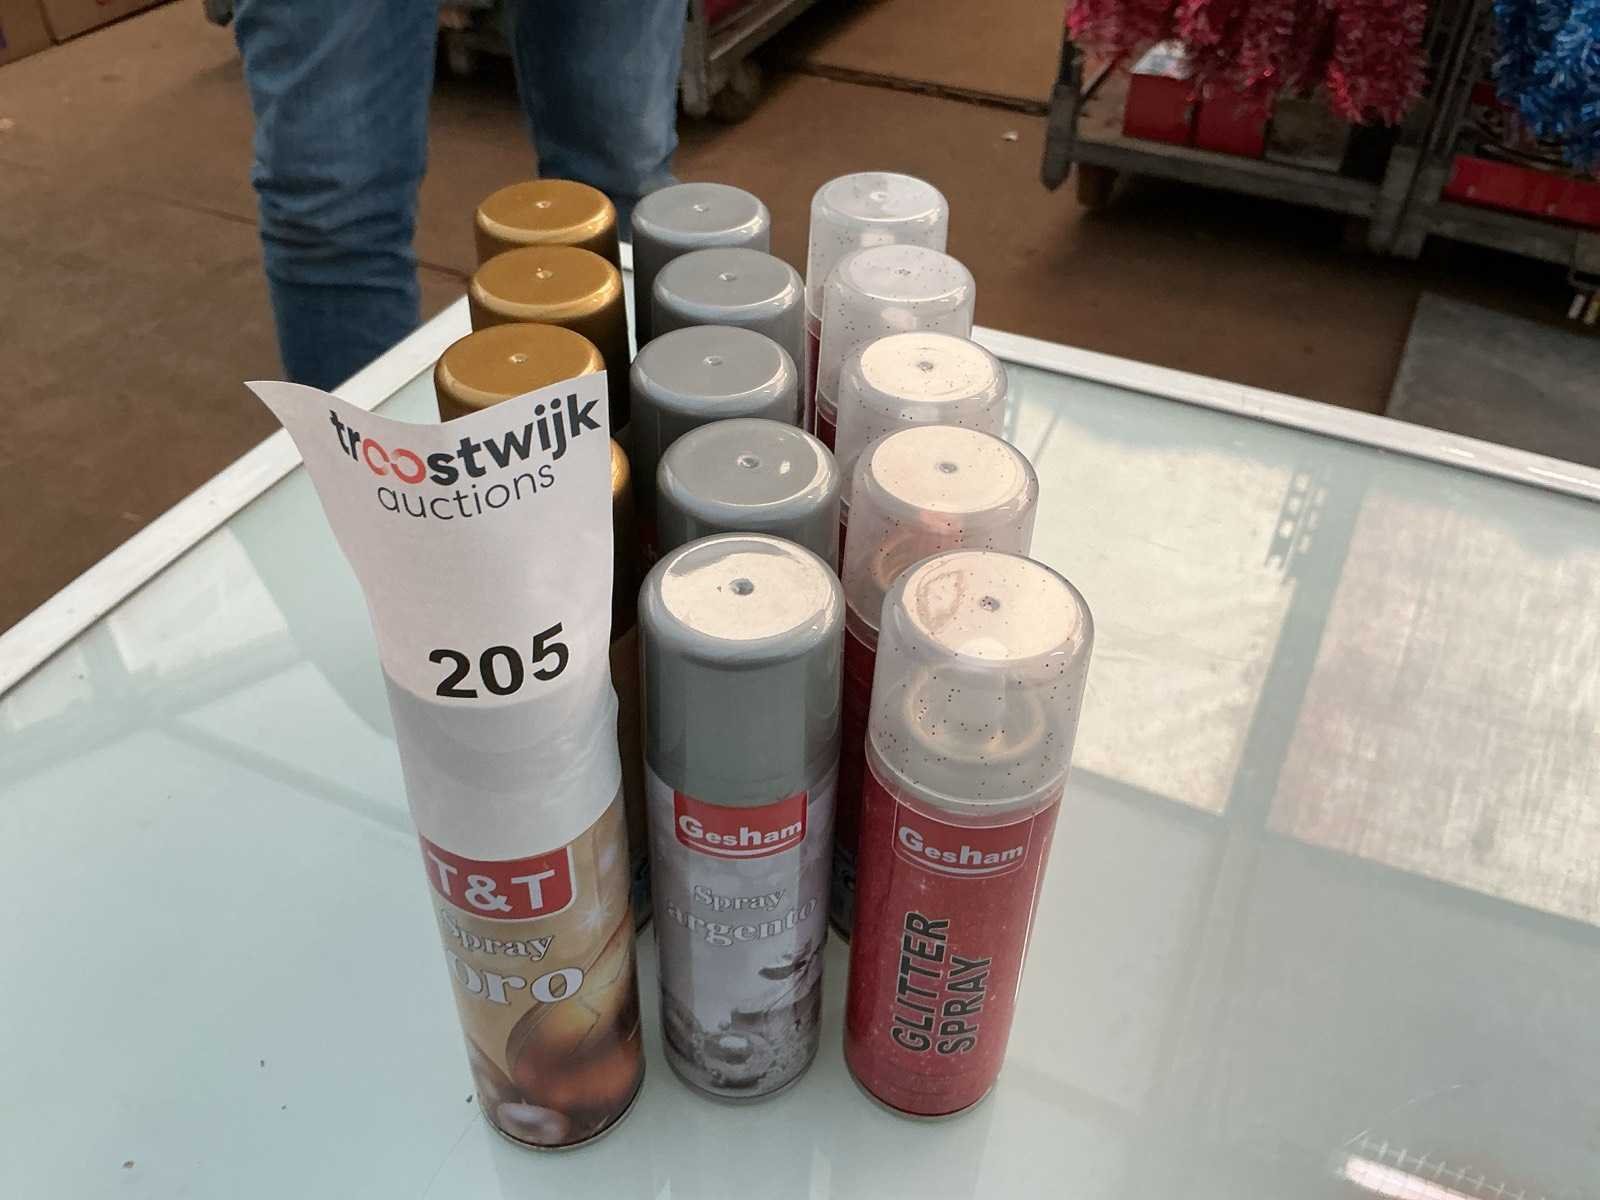 troostwijk
auctions
205
T&T
Spray
oro
Gesham
Spray
argento
Gesham
GLITTER
SPRAY